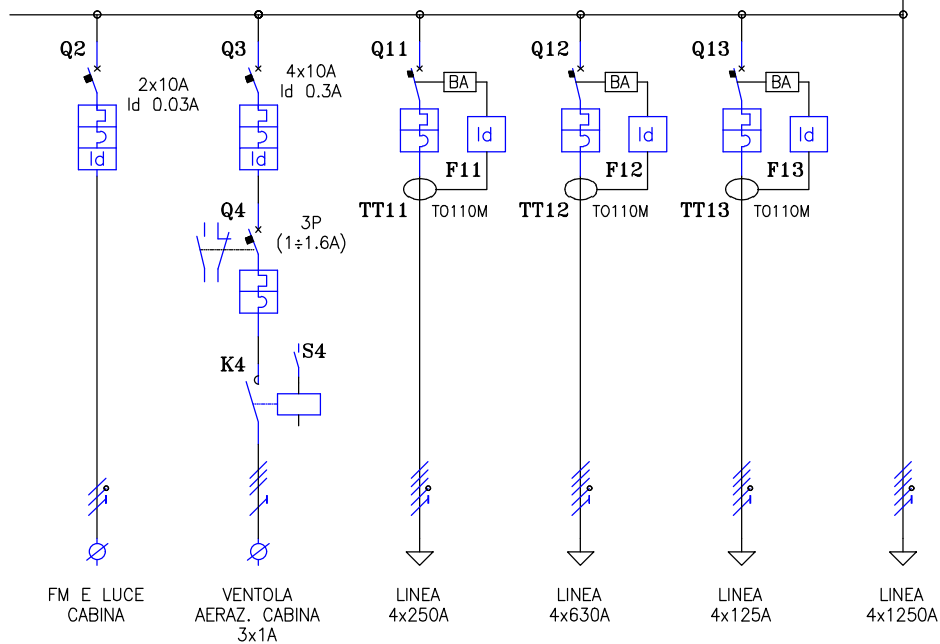 Q2
2x10A
Id 0.03A
Id
Q3
4x10A
Id 0.3A
Id
Q4
3P
(1÷1.6A)
K4
S4
Q11
BA
Id
F11
TT11
TO110M
Q12
BA
Id
F12
TT12
TO110M
Q13
BA
Id
F13
TT13
TO110M
FM E LUCE
CABINA
VENTOLA
AERAZ. CABINA
3x1A
LINEA
4x250A
LINEA
4x630A
LINEA
4x125A
LINEA
4x1250A